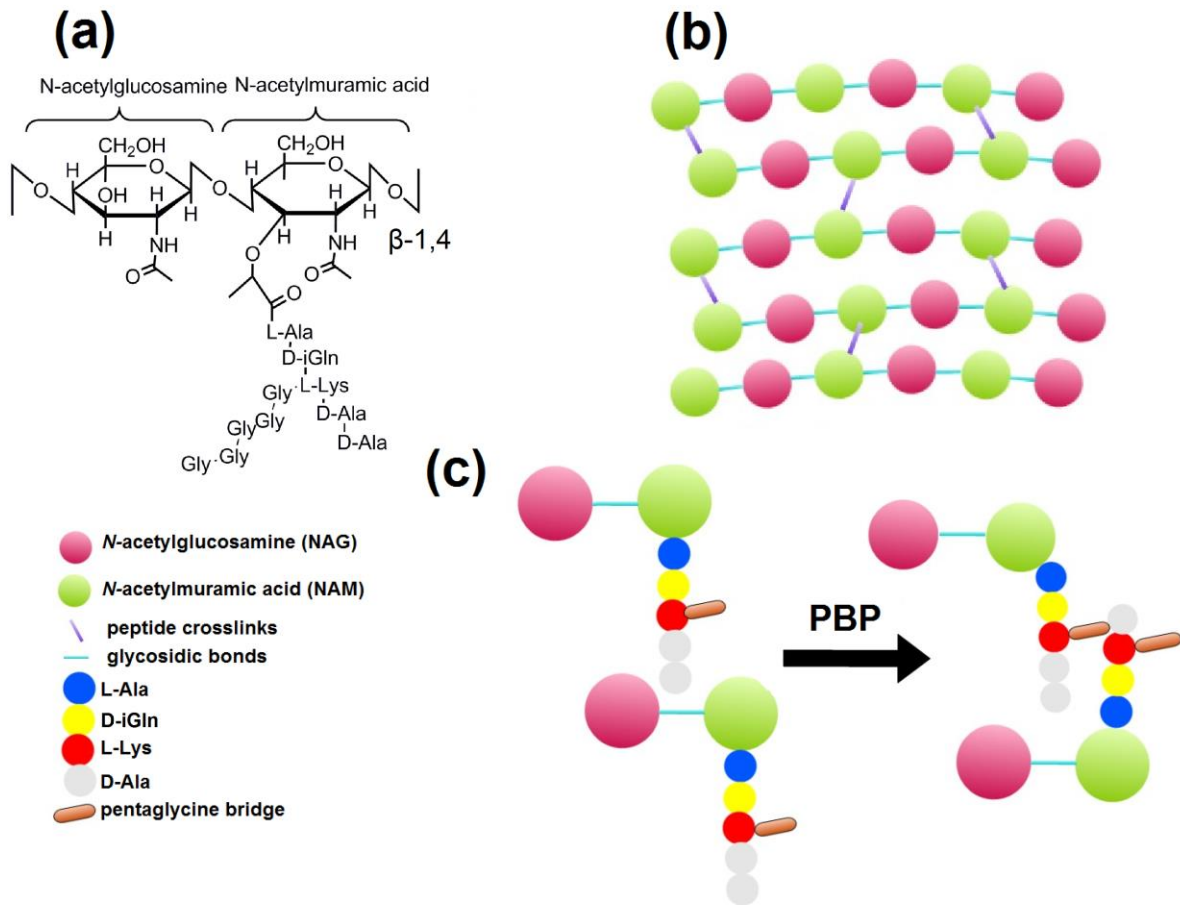 (a)
N-acetylglucosamine N-acetylmuramic acid
CH2OH
CH2OH
H
O
H
O
H
O
O
O
OH
H
H
H
H
H
H
NH
O
NH
β-1,4
O
O
O
L-Ala
D-iGln
Gly L-Lys
Gly D-Ala
Gly D-Ala
Gly Gly
(b)
(c)
N-acetylglucosamine (NAG)
N-acetylmuramic acid (NAM)
peptide crosslinks
glycosidic bonds
L-Ala
D-iGln
L-Lys
D-Ala
pentaglycine bridge
PBP